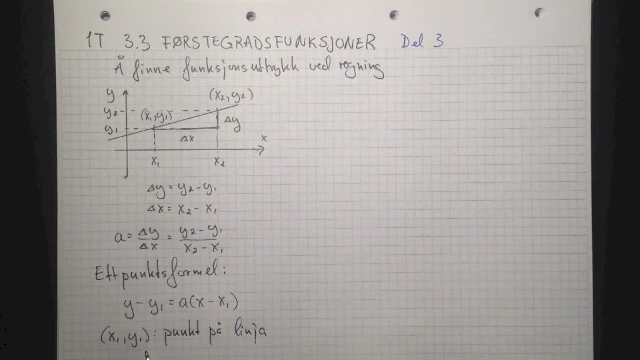 1T 3.3 FØRSTEGRADSFUNKSJONER Del 3
Å finne funksjonsuttrykk ved regning
y
(x₂, y₂)
y₂
(x₁, y₁)
y₁
Δy
Δx
x
x₁ x₂
Δy = y₂ - y₁
Δx = x₂ - x₁
a = Δy/Δx = y₂ - y₁/x₂ - x₁
Ettpunktsformel:
y - y₁ = a(x - x₁)
(x₁, y₁): punkt på linja